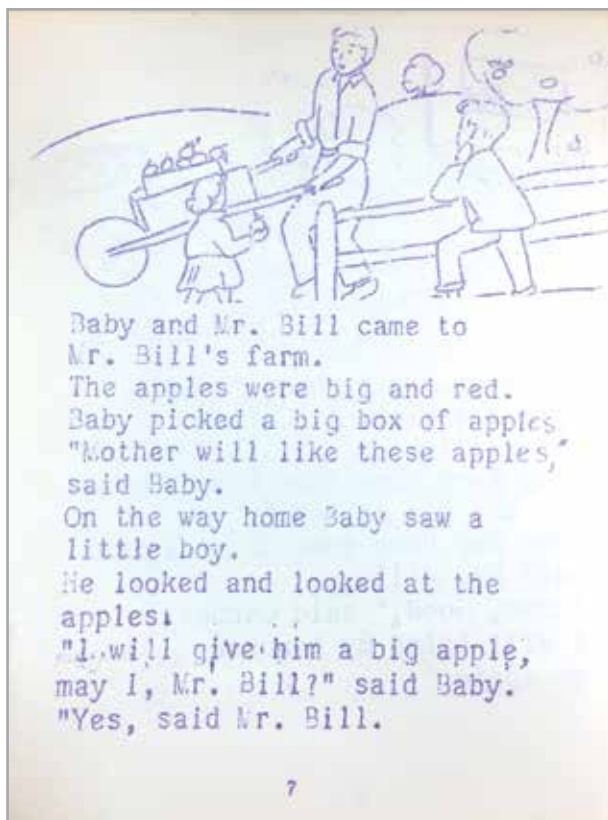 Baby and Mr. Bill came to
Mr. Bill's farm.
The apples were big and red.
Baby picked a big box of apples.
"Mother will like these apples,"
said Baby.
On the way home Baby saw a
little boy.
He looked and looked at the
apples.
"I will give him a big apple,
may I, Mr. Bill?" said Baby.
"Yes, said Mr. Bill.
7